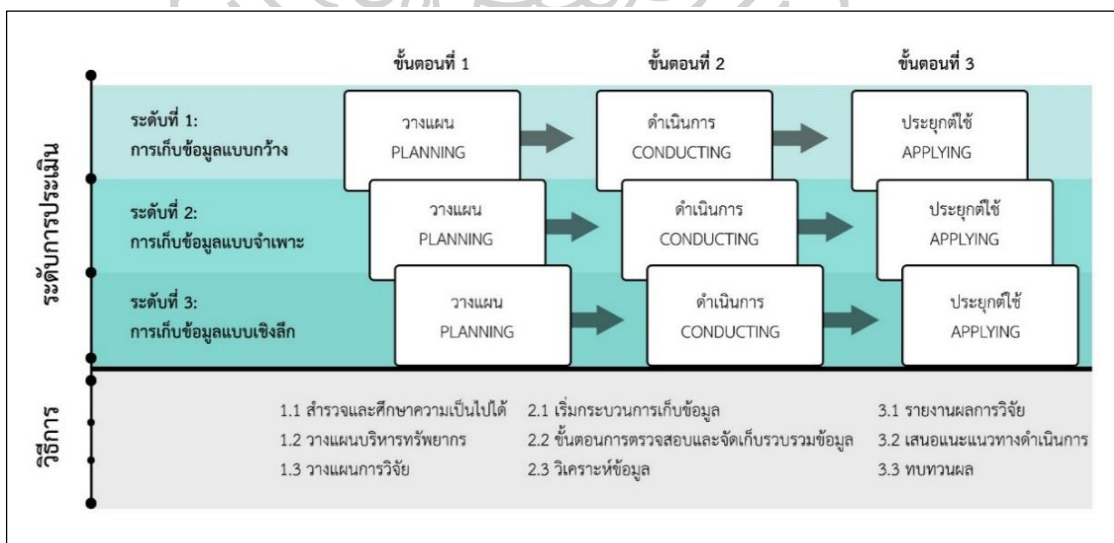 ขั้นตอนที่ 1
ขั้นตอนที่ 2
ขั้นตอนที่ 3
ระดับการประเมิน
ระดับที่ 1:
การเก็บข้อมูลแบบกว้าง
วางแผน
PLANNING
ดำเนินการ
CONDUCTING
ประยุกต์ใช้
APPLYING
ระดับที่ 2:
การเก็บข้อมูลแบบจำเพาะ
วางแผน
PLANNING
ดำเนินการ
CONDUCTING
ประยุกต์ใช้
APPLYING
ระดับที่ 3:
การเก็บข้อมูลแบบเชิงลึก
วางแผน
PLANNING
ดำเนินการ
CONDUCTING
ประยุกต์ใช้
APPLYING
วิธีการ
1.1 สำรวจและศึกษาความเป็นไปได้
1.2 วางแผนบริหารทรัพยากร
1.3 วางแผนการวิจัย
2.1 เริ่มกระบวนการเก็บข้อมูล
2.2 ขั้นตอนการตรวจสอบและจัดเก็บรวบรวมข้อมูล
2.3 วิเคราะห์ข้อมูล
3.1 รายงานผลการวิจัย
3.2 เสนอแนะแนวทางดำเนินการ
3.3 ทบทวนผล